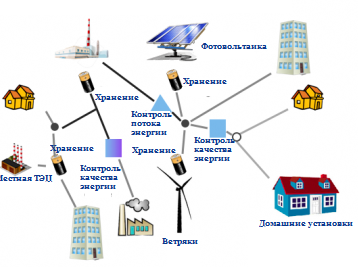 Фотовольтаика
Хранение
Хранение
Контроль
потока
энергии
Контроль
качества
энергии
Хранение
Хранение
Контроль
качества
энергии
Местная ТЭЦ
Домашние установки
Ветряки